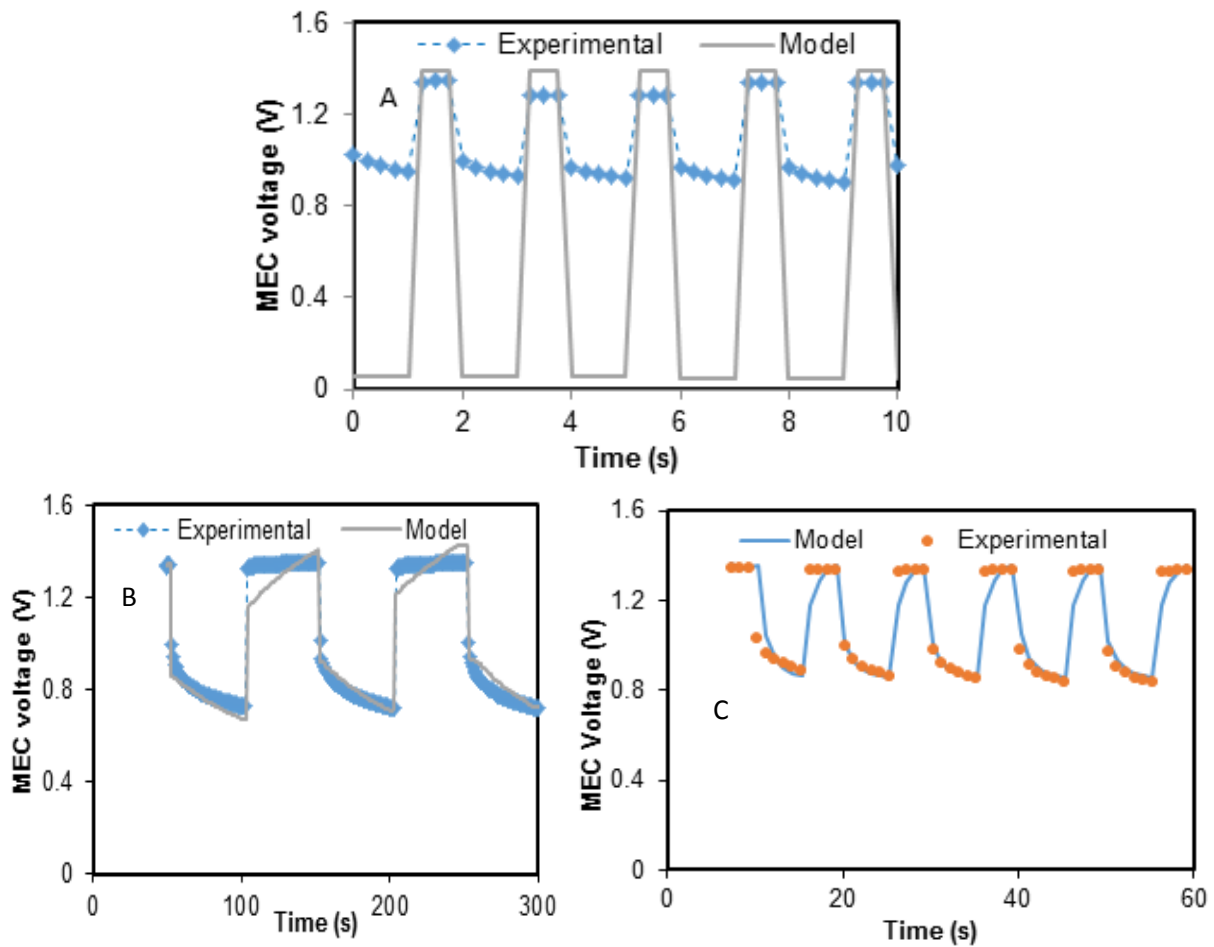 1.6
Experimental Model
A
1.2
0.8
0.4
0
MEC voltage (V)
0 2 4 6 8 10
Time (s)
1.6
Experimental Model
B
1.2
0.8
0.4
0
MEC voltage (V)
0 100 200 300
Time (s)
1.6
Model Experimental
1.2
0.8
C
0.4
0
MEC Voltage (V)
0 20 40 60
Time (s)